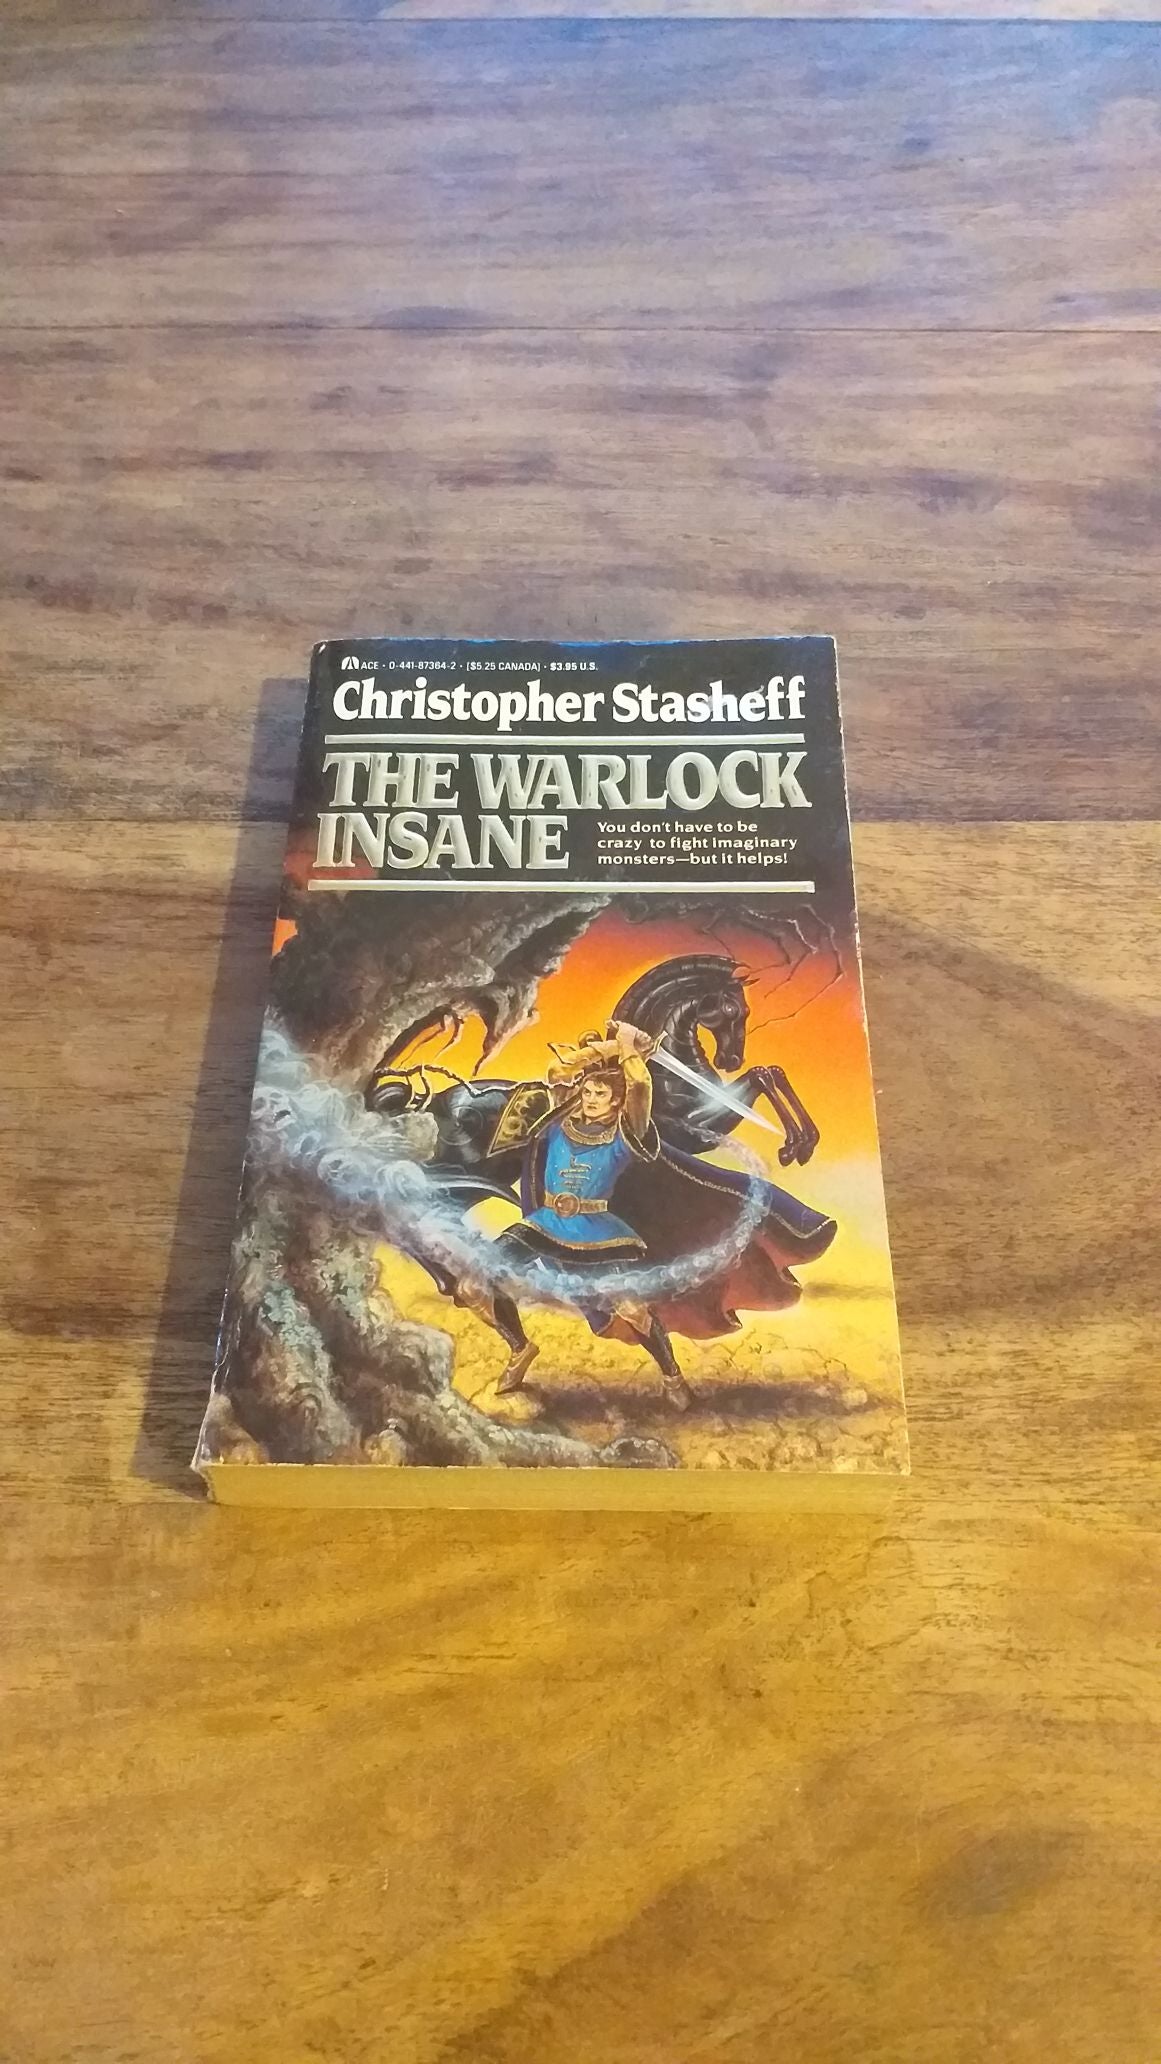 ACE · 0-441-87364-2 · [$5.25 CANADA] · $3.95 U.S.
Christopher Stasheff
THE WARLOCK
INSANE
You don't have to be
crazy to fight imaginary
monsters—but it helps!